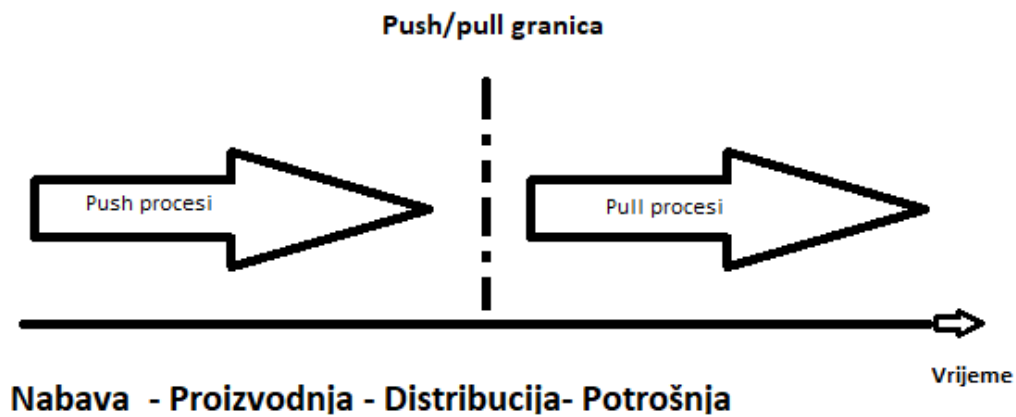 Push/pull granica
Push procesi
Pull procesi
Vrijeme
Nabava - Proizvodnja - Distribucija- Potrošnja